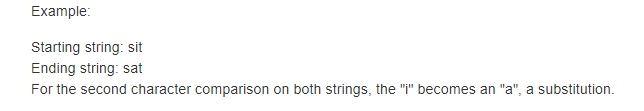 Example:
Starting string: sit
Ending string: sat
For the second character comparison on both strings, the "i" becomes an "a", a substitution.